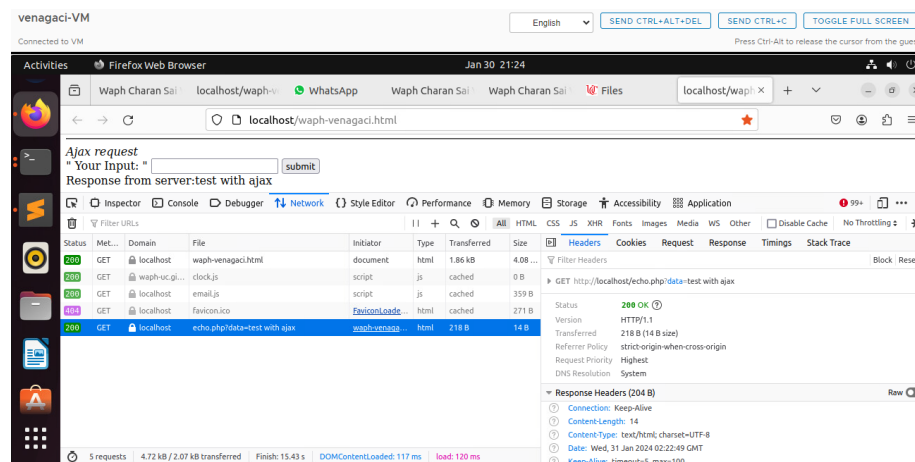 venagaci-VM
English
SEND CTRL+ALT+DEL
SEND CTRL+C
TOGGLE FULL SCREEN
Connected to VM
Press Ctrl-Alt to release the cursor from the gues
Activities
Firefox Web Browser
Jan 30 21:24
Waph Charan Sai
localhost/waph-v
WhatsApp
Waph Charan Sai
Waph Charan Sai
Files
localhost/waph
localhost/waph-venagaci.html
Ajax request
" Your Input: "
submit
Response from server:test with ajax
Inspector
Console
Debugger
Network
Style Editor
Performance
Memory
Storage
Accessibility
Application
99+
Filter URLs
All HTML CSS JS XHR Fonts Images Media WS Other
Disable Cache
No Throttling
Status Met... Domain File Initiator Type Transferred Size
200 GET localhost waph-venagaci.html document html 1.86 kB 4.08 ...
200 GET waph-uc.gi... clock.js script js cached 0 B
200 GET localhost email.js script js cached 359 B
404 GET localhost favicon.ico FaviconLoade... html cached 271 B
200 GET localhost echo.php?data=test with ajax waph-venaga... html 218 B 14 B
Headers Cookies Request Response Timings Stack Trace
Filter Headers
Block Rese
GET http://localhost/echo.php?data=test with ajax
Status 200 OK
Version HTTP/1.1
Transferred 218 B (14 B size)
Referrer Policy strict-origin-when-cross-origin
Request Priority Highest
DNS Resolution System
Response Headers (204 B)
Raw
Connection: Keep-Alive
Content-Length: 14
Content-Type: text/html; charset=UTF-8
Date: Wed, 31 Jan 2024 02:22:49 GMT
Keep-Alive: timeout=5, max=100
5 requests
4.72 kB / 2.07 kB transferred
Finish: 15.43 s
DOMContentLoaded: 117 ms
load: 120 ms